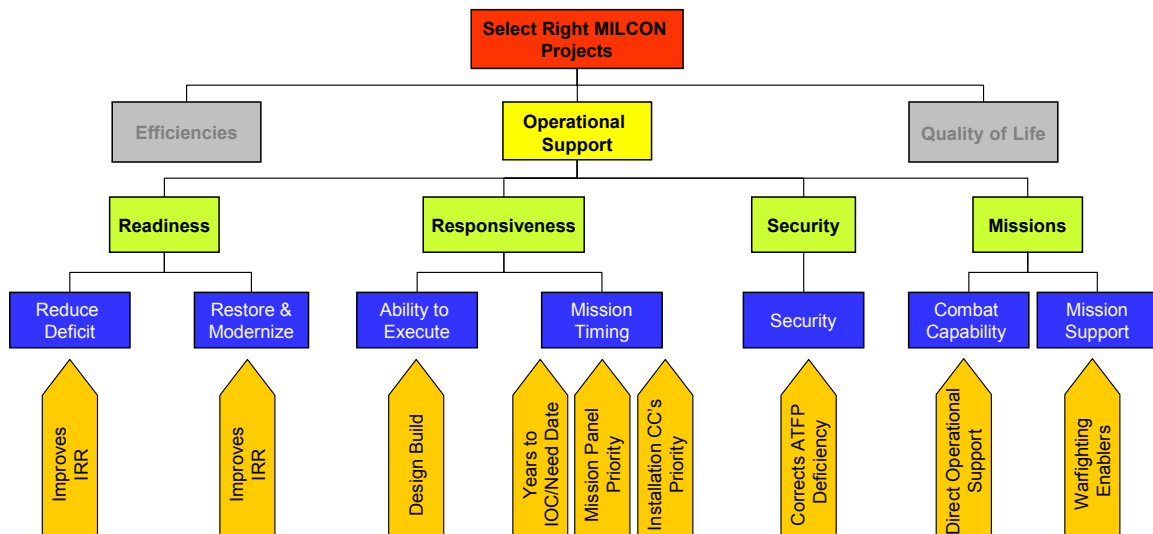 Select Right MILCON
Projects
Efficiencies
Operational
Support
Quality of Life
Readiness
Responsiveness
Security
Missions
Reduce
Deficit
Restore &
Modernize
Ability to
Execute
Mission
Timing
Security
Combat
Capability
Mission
Support
Improves
IRR
Improves
IRR
Design Build
Years to
IOC/Need Date
Mission Panel
Priority
Installation CC's
Priority
Corrects ATFP
Deficiency
Direct Operational
Support
Warfighting
Enablers